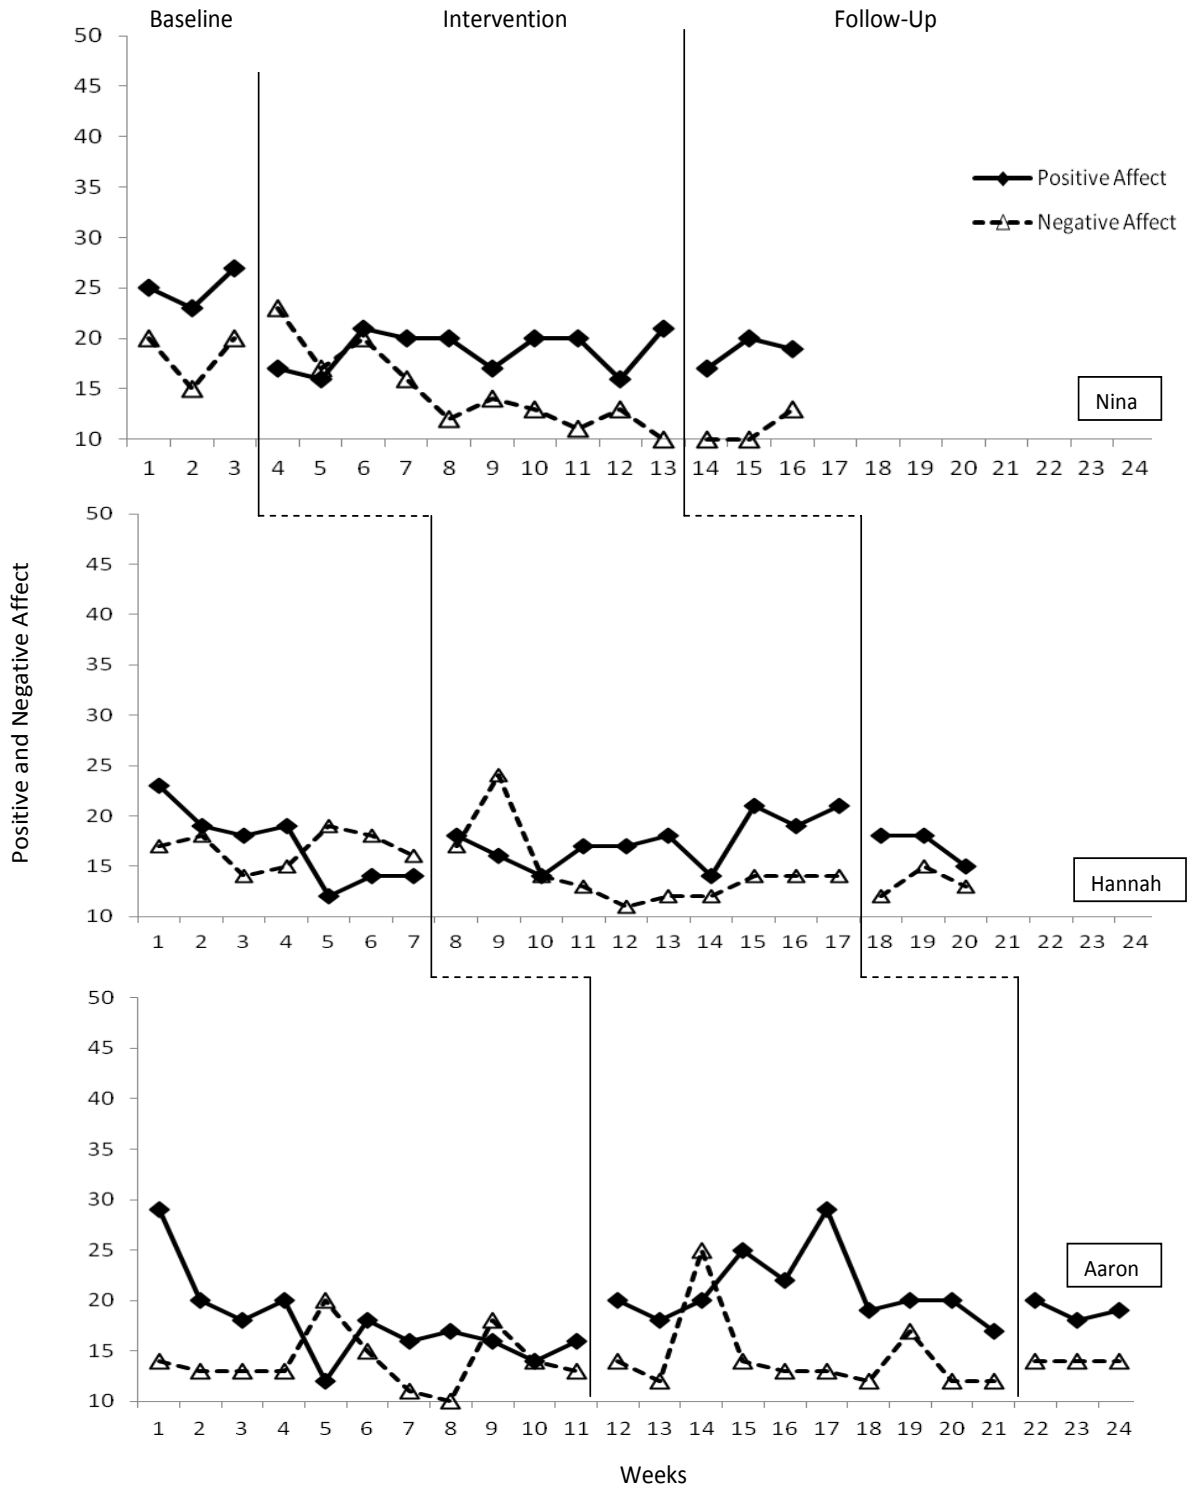 Baseline Intervention Follow-Up
50
45
40
35
30
25
20
15
10
Positive Affect
Negative Affect
Nina
1 2 3 4 5 6 7 8 9 10 11 12 13 14 15 16 17 18 19 20 21 22 23 24
Positive and Negative Affect
50
45
40
35
30
25
20
15
10
Hannah
1 2 3 4 5 6 7 8 9 10 11 12 13 14 15 16 17 18 19 20 21 22 23 24
50
45
40
35
30
25
20
15
10
Aaron
1 2 3 4 5 6 7 8 9 10 11 12 13 14 15 16 17 18 19 20 21 22 23 24
Weeks